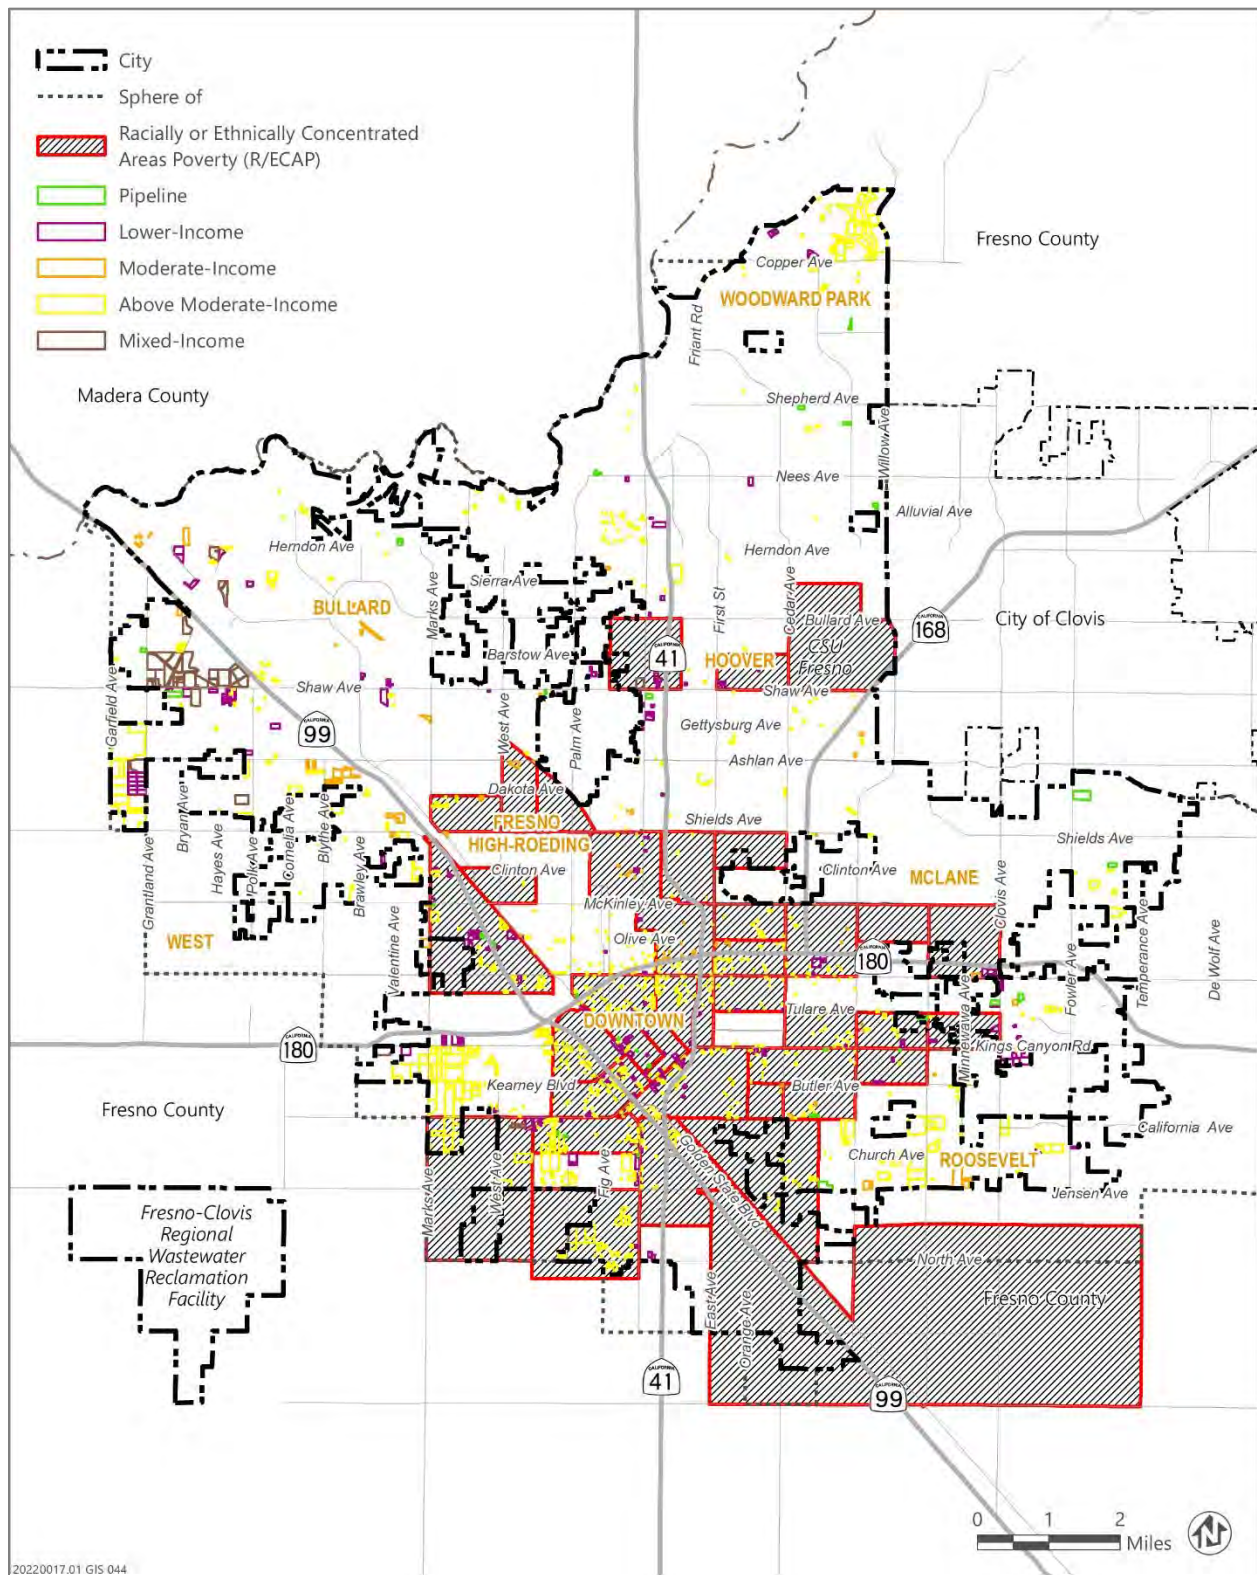 City
Sphere of
Racially or Ethnically Concentrated
Areas Poverty (R/ECAP)
Pipeline
Lower-Income
Moderate-Income
Above Moderate-Income
Mixed-Income
Fresno County
Copper Ave
WOODWARD PARK
Friant Rd
Madera County
Shepherd Ave
Willow Ave
Nees Ave
Alluvial Ave
Herndon Ave
Herndon Ave
Sierra Ave
Marks Ave
BULLARD
First St
Cedar Ave
Bullard Ave
CALIFORNIA
168
City of Clovis
CSU
Fresno
Barstow Ave
CALIFORNIA
41
HOOVER
Shaw Ave
Shaw Ave
Garfield Ave
CALIFORNIA
99
West Ave
Palm Ave
Gettysburg Ave
Ashlan Ave
Dakota Ave
FRESNO
HIGH-ROEDING
Shields Ave
Shields Ave
Grantland Ave
Bryan Ave
Hayes Ave
Polk Ave
Cornelia Ave
Blythe Ave
Brawley Ave
Clinton Ave
Clinton Ave
MCLANE
Clovis Ave
McKinley Ave
WEST
Olive Ave
Valentine Ave
CALIFORNIA
180
Fowler Ave
Temperance Ave
De Wolf Ave
Minnewawa Ave
DOWNTOWN
Tulare Ave
CALIFORNIA
180
Kings Canyon Rd
Kearney Blvd
Butler Ave
Fresno County
California Ave
Golden State Blvd
Church Ave
ROOSEVELT
Marks Ave
West Ave
Fig Ave
Jensen Ave
Fresno-Clovis
Regional
Wastewater
Reclamation
Facility
North Ave
East Ave
Orange Ave
Fresno County
CALIFORNIA
41
CALIFORNIA
99
0 1 2
Miles
N
20220017.01 GIS 044